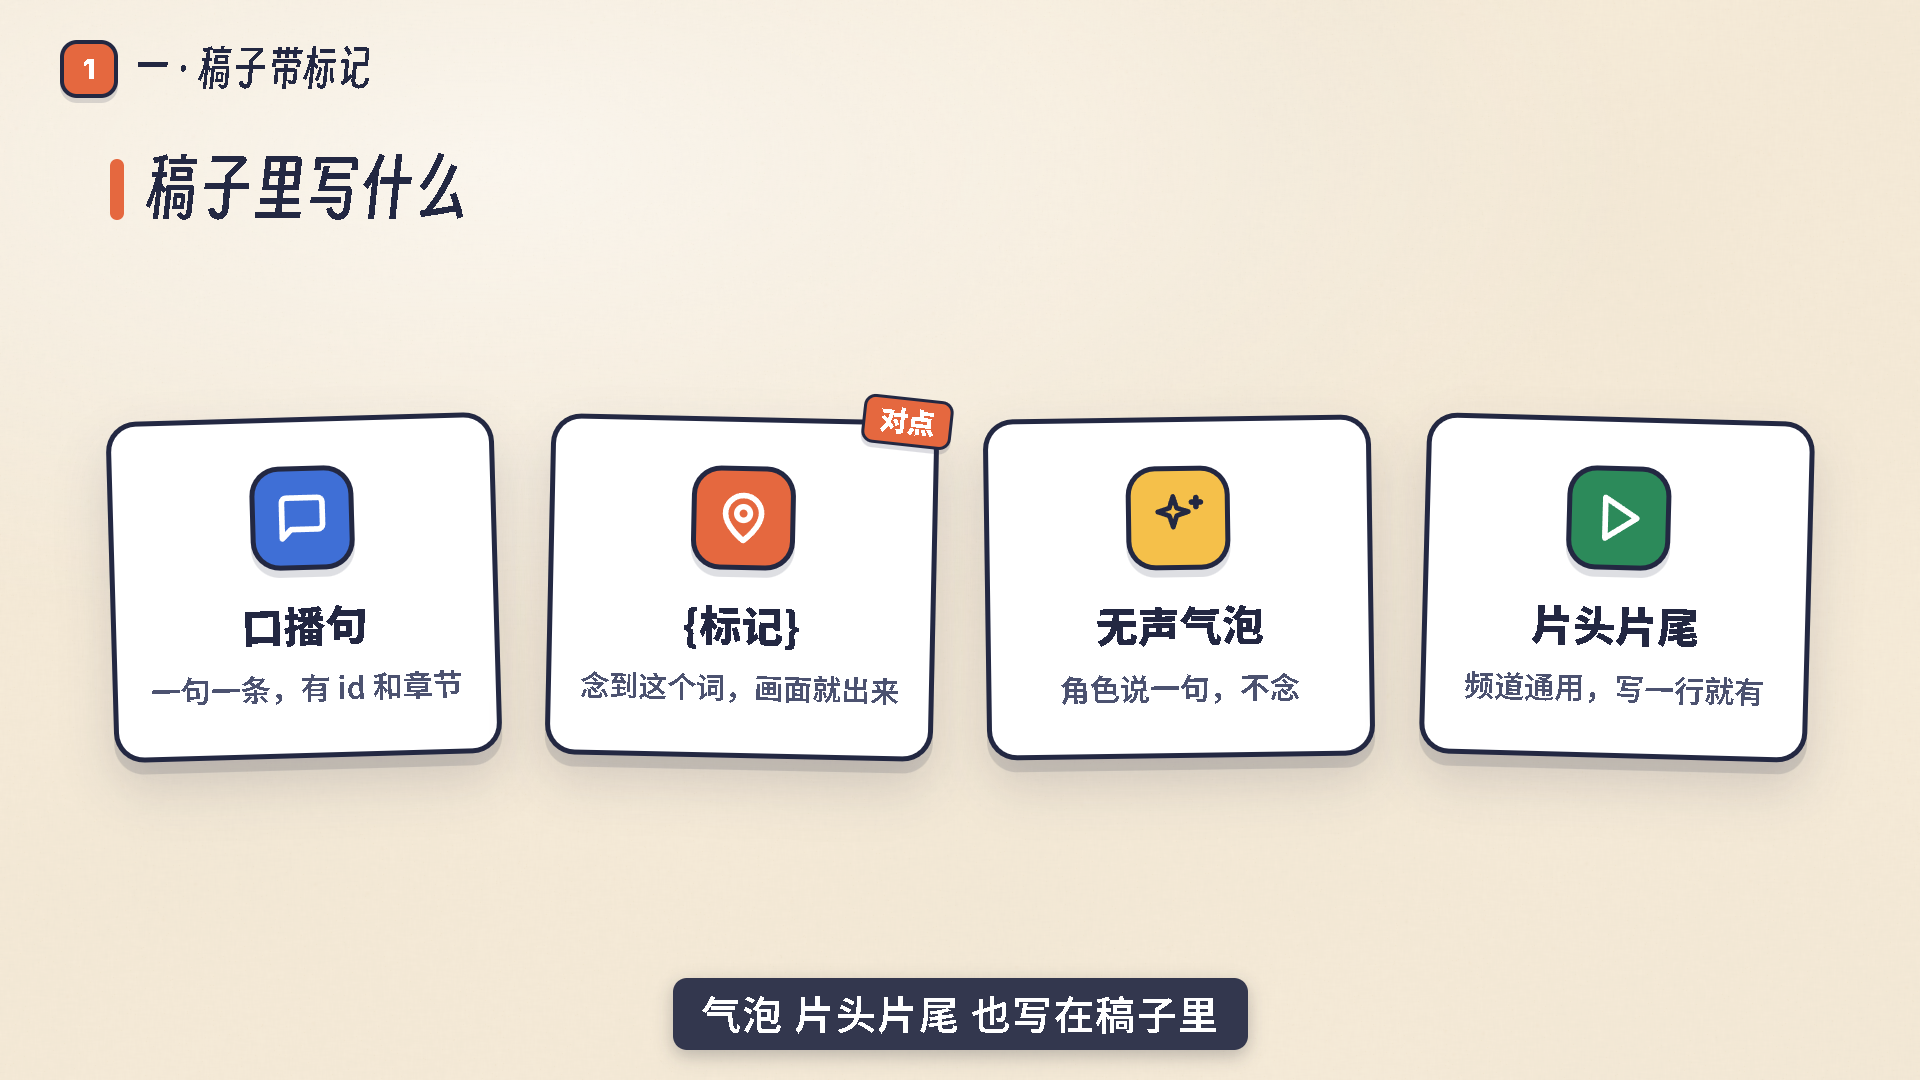 1 一 · 稿子带标记
稿子里写什么
口播句
一句一条，有 id 和章节
对点
{标记}
念到这个词，画面就出来
无声气泡
角色说一句，不念
片头片尾
频道通用，写一行就有
气泡 片头片尾 也写在稿子里